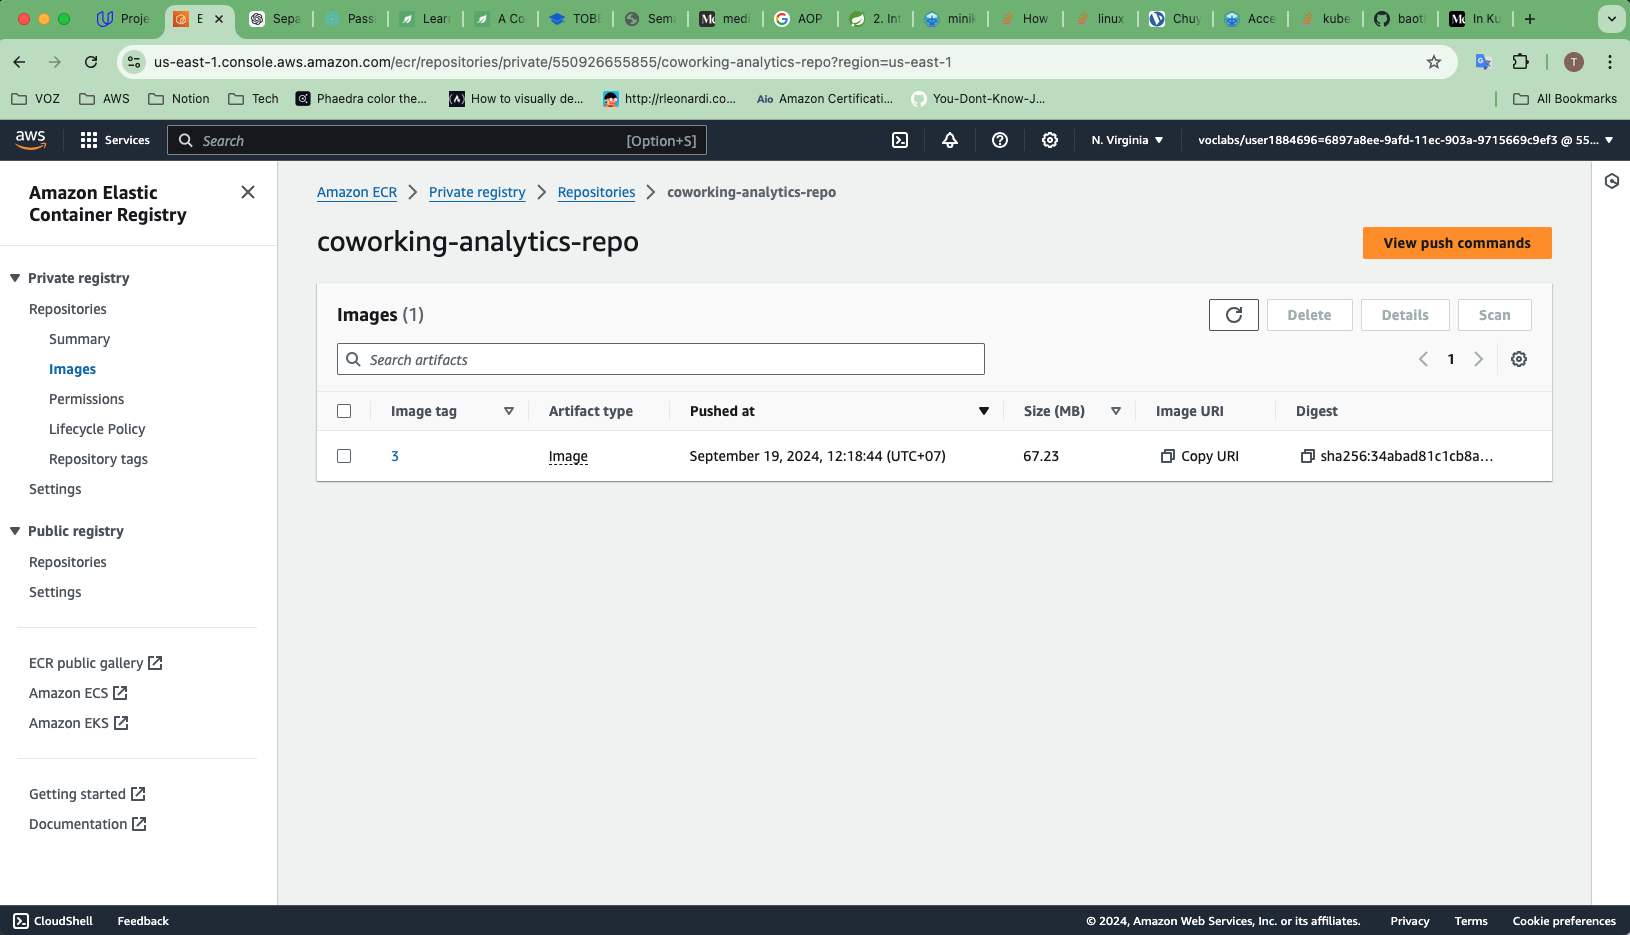 Proje
E
Sepa
Passi
Lear
A Co
TOBE
Sema
medi
AOP
2. Int
minik
How
linux
Chuy
Acce
kube
baotl
In Ku
us-east-1.console.aws.amazon.com/ecr/repositories/private/550926655855/coworking-analytics-repo?region=us-east-1
T
VOZ
AWS
Notion
Tech
Phaedra color the...
How to visually de...
http://rleonardi.co...
Aio Amazon Certificati...
You-Dont-Know-J...
All Bookmarks
aws
Services
Search
[Option+S]
N. Virginia
voclabs/user1884696=6897a8ee-9afd-11ec-903a-9715669c9ef3 @ 55...
Amazon Elastic
Container Registry
Private registry
Repositories
Summary
Images
Permissions
Lifecycle Policy
Repository tags
Settings
Public registry
Repositories
Settings
ECR public gallery
Amazon ECS
Amazon EKS
Getting started
Documentation
Amazon ECR
Private registry
Repositories
coworking-analytics-repo
coworking-analytics-repo
View push commands
Images (1)
Delete
Details
Scan
Search artifacts
1
Image tag
Artifact type
Pushed at
Size (MB)
Image URI
Digest
3
Image
September 19, 2024, 12:18:44 (UTC+07)
67.23
Copy URI
sha256:34abad81c1cb8a...
CloudShell
Feedback
© 2024, Amazon Web Services, Inc. or its affiliates.
Privacy
Terms
Cookie preferences